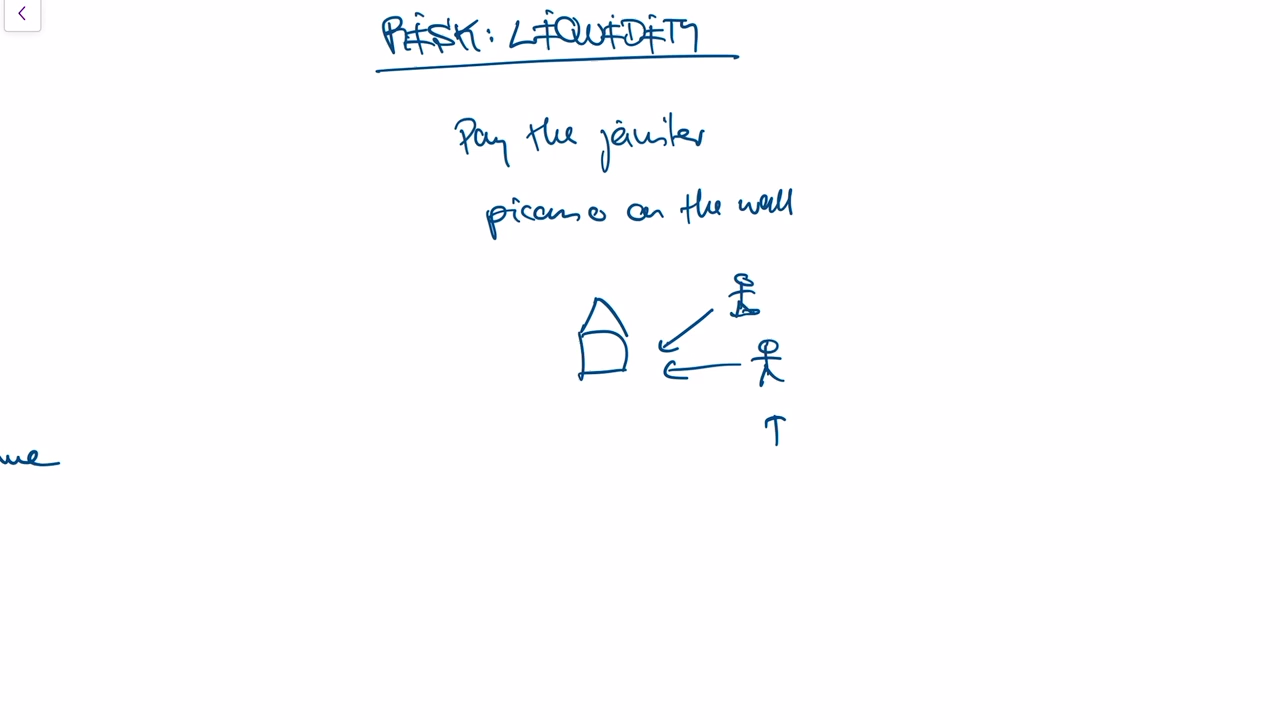 RISK: LIQUIDITY
Pay the janitor
picasso on the wall